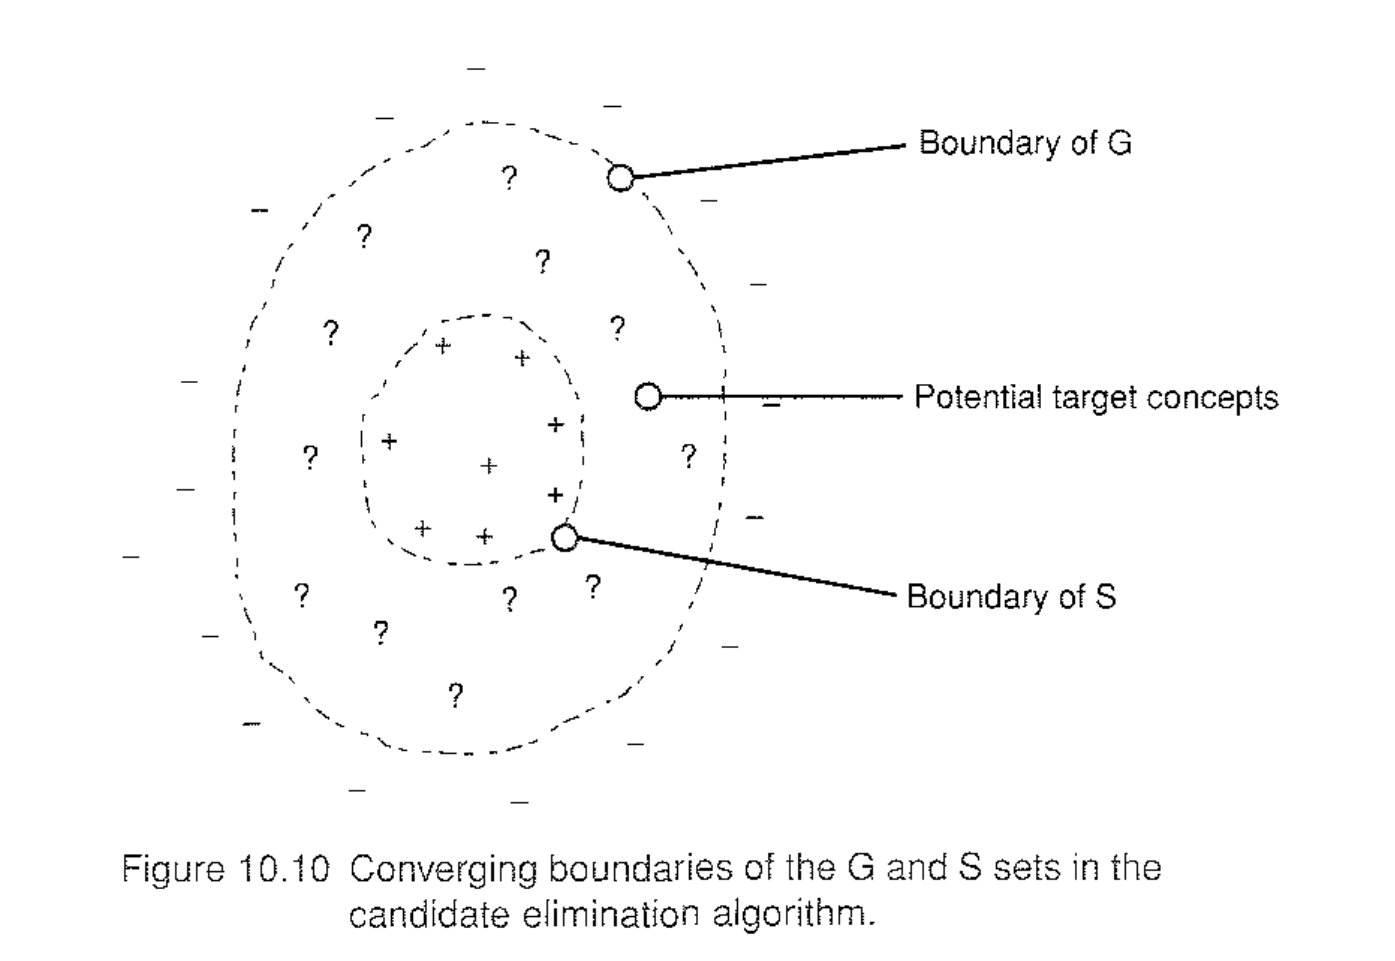 Boundary of G
Potential target concepts
Boundary of S
Figure 10.10 Converging boundaries of the G and S sets in the
candidate elimination algorithm.